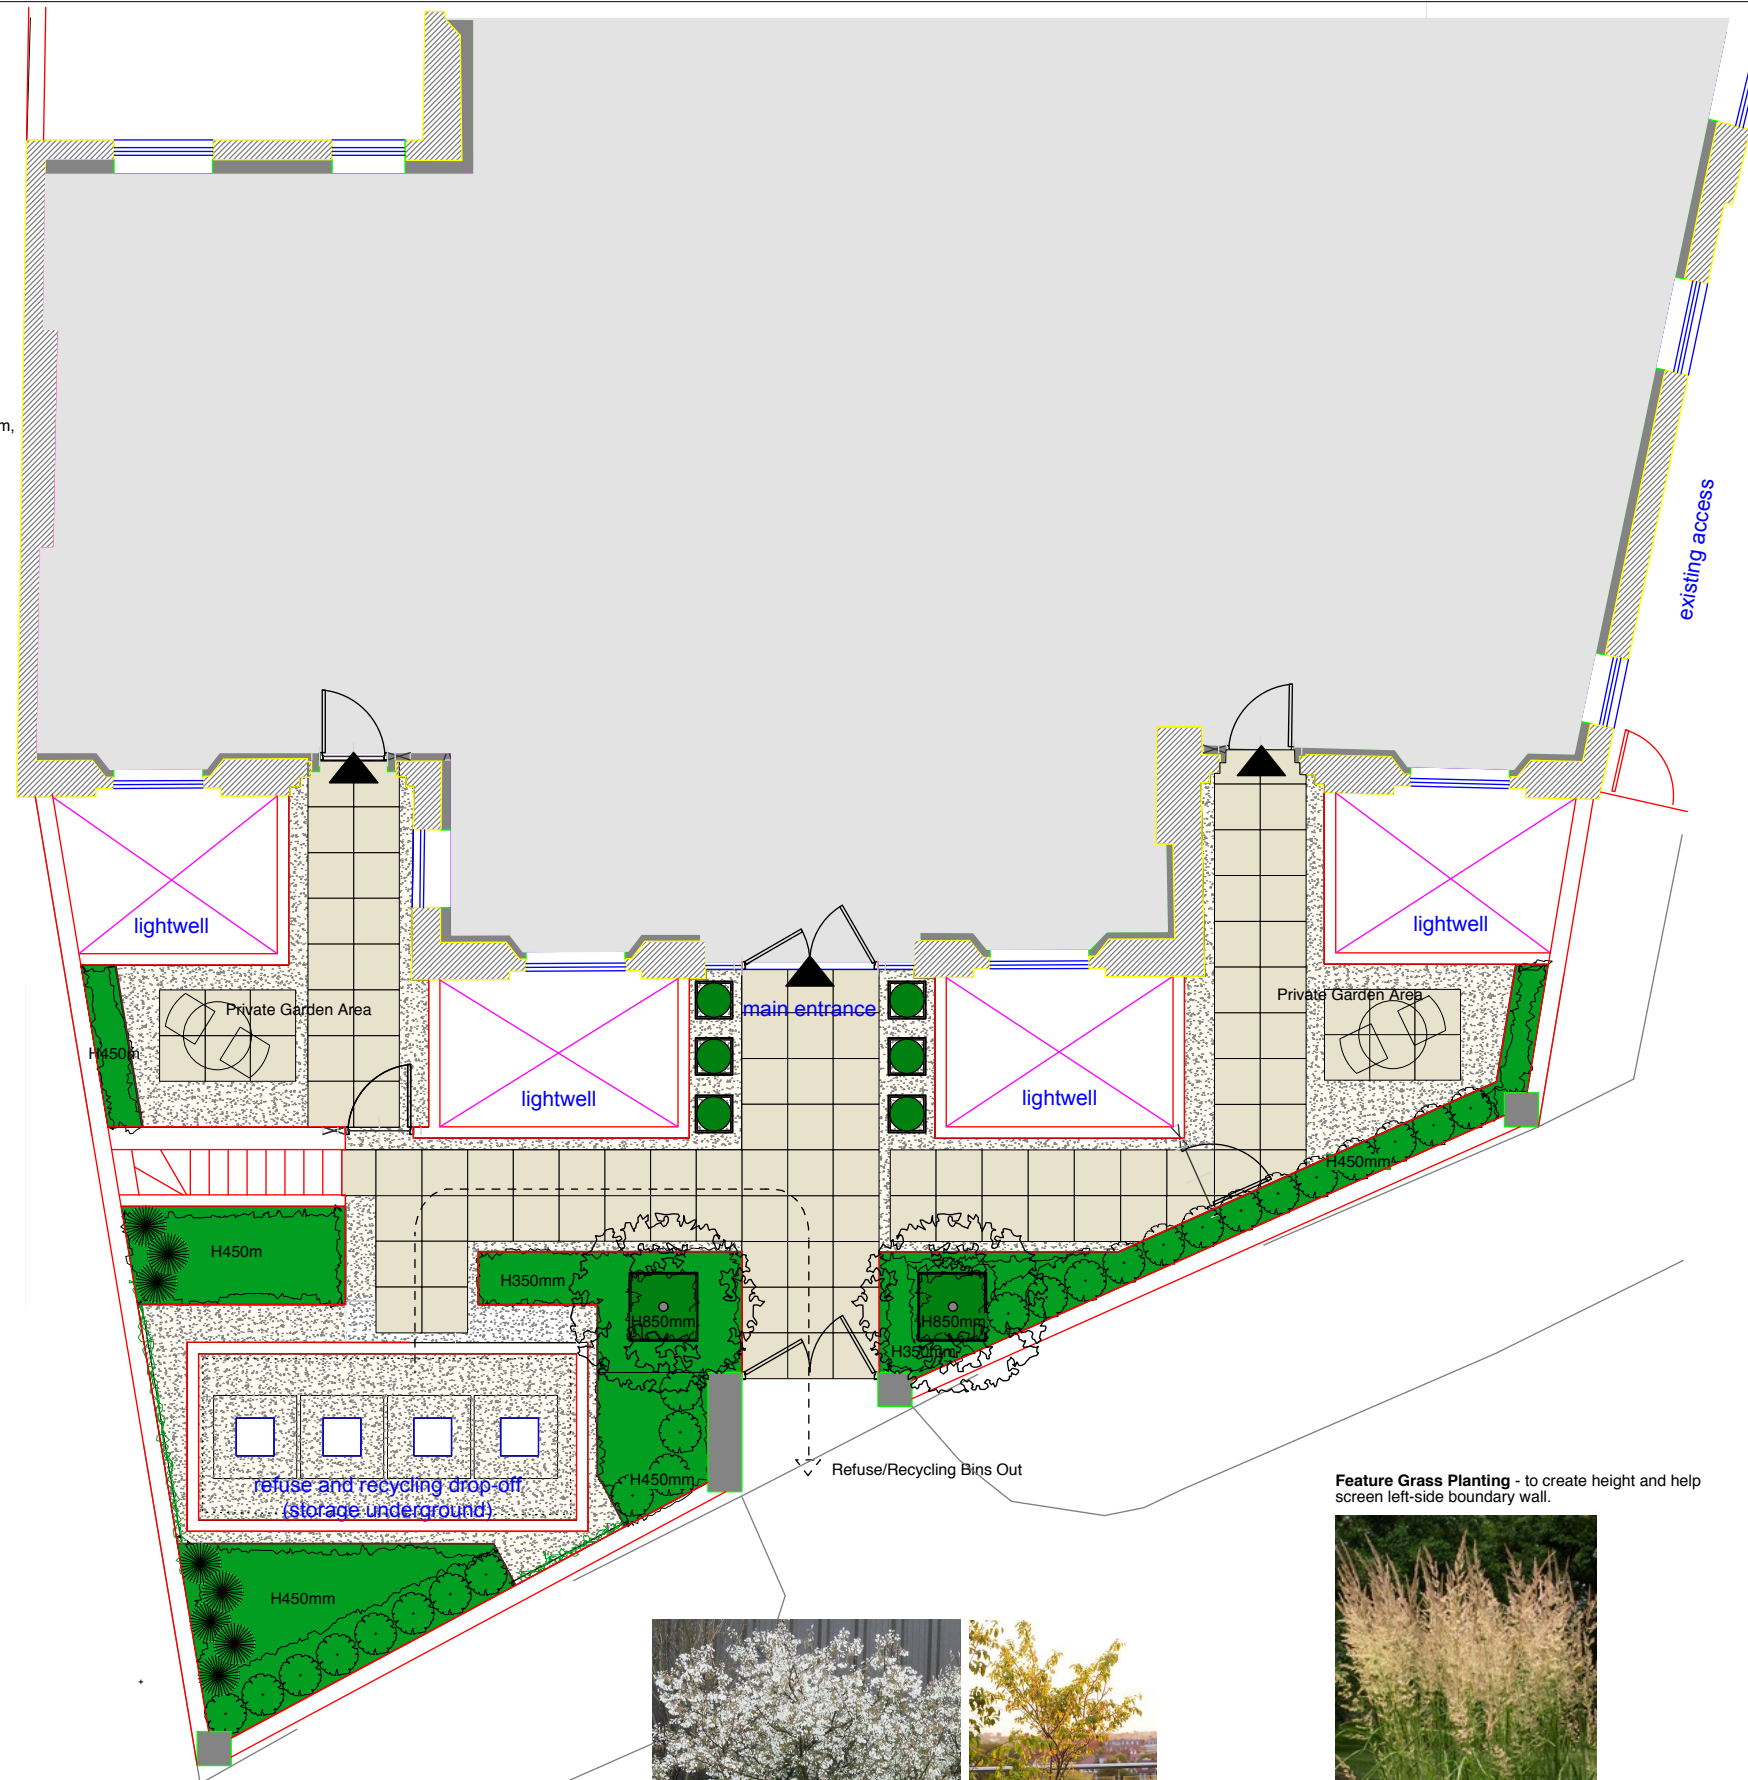 m,
existing access
lightwell
lightwell
Private Garden Area
main entrance
Private Garden Area
H450m
lightwell
lightwell
H450mm
H450m
H350mm
H850mm
H850mm
H350mm
H450mm
refuse and recycling drop-off
(storage underground)
Refuse/Recycling Bins Out
Feature Grass Planting - to create height and help
screen left-side boundary wall.
H450mm